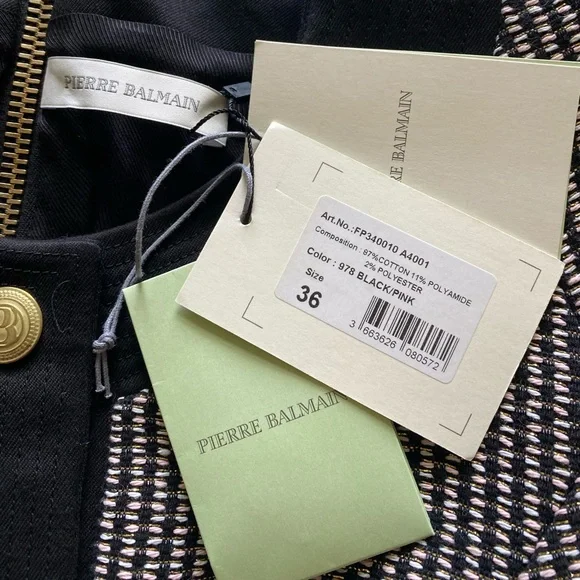 PIERRE BALMAIN
BALMAIN
Art.No.:FP340010 A4001
Composition : 87%COTTON 11% POLYAMIDE
2% POLYESTER
Color : 978 BLACK/PINK
Size
36
3 663626 080572
PIERRE BALMAIN
B